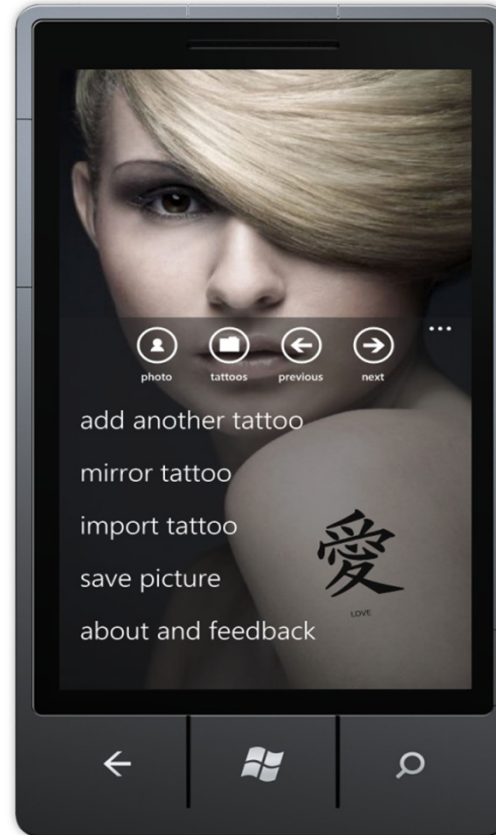 photo
tattoos
previous
next
add another tattoo
mirror tattoo
import tattoo
save picture
about and feedback
愛
LOVE